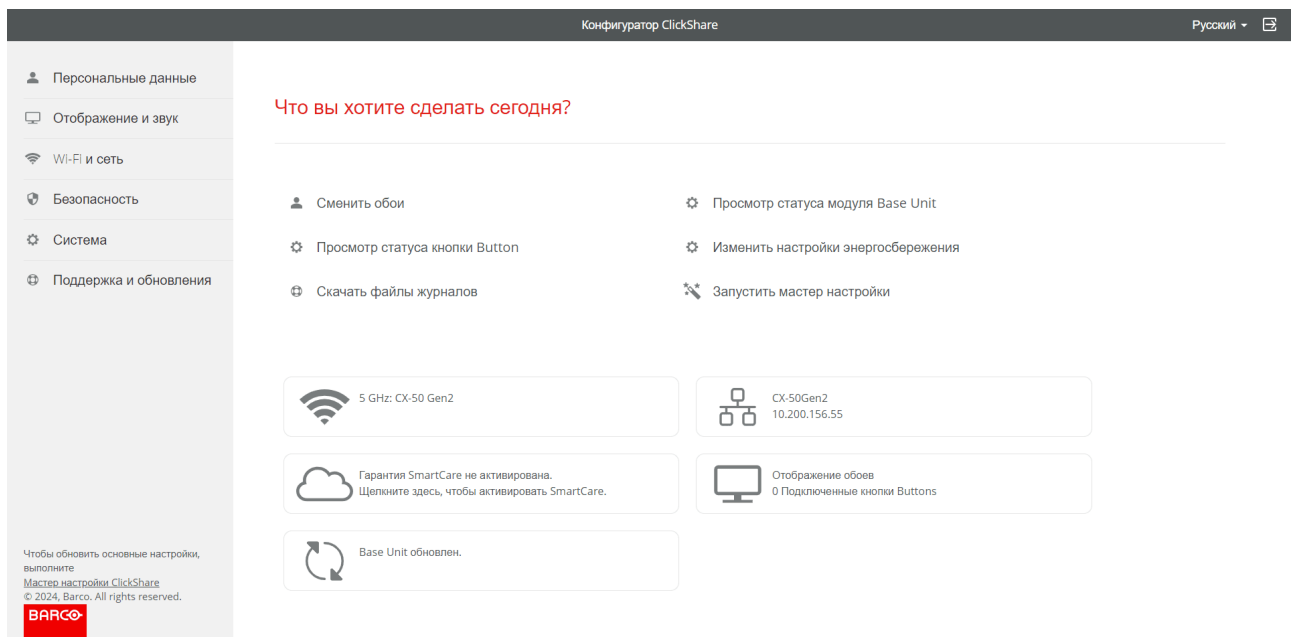 Конфигуратор ClickShare
Русский
Персональные данные
Отображение и звук
Wi-Fi и сеть
Безопасность
Система
Поддержка и обновления
Что вы хотите сделать сегодня?
Сменить обои
Просмотр статуса модуля Base Unit
Просмотр статуса кнопки Button
Изменить настройки энергосбережения
Скачать файлы журналов
Запустить мастер настройки
5 GHz: CX-50 Gen2
CX-50Gen2
10.200.156.55
Гарантия SmartCare не активирована.
Щелкните здесь, чтобы активировать SmartCare.
Отображение обоев
0 Подключенные кнопки Buttons
Base Unit обновлен.
Чтобы обновить основные настройки,
выполните
Мастер настройки ClickShare
© 2024, Barco. All rights reserved.
BARCO